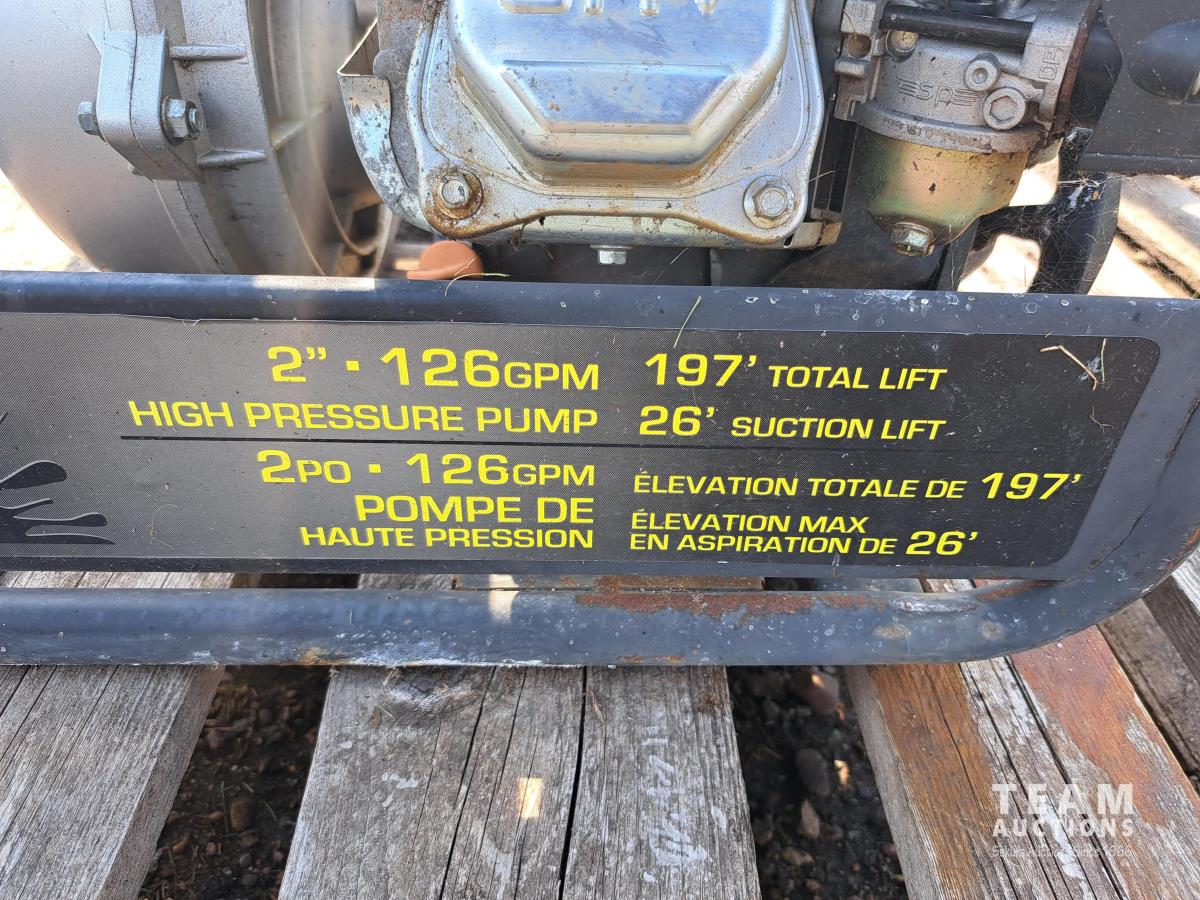 2" · 126GPM
HIGH PRESSURE PUMP
197' TOTAL LIFT
26' SUCTION LIFT
2PO · 126GPM
POMPE DE
HAUTE PRESSION
ÉLEVATION TOTALE DE 197'
ÉLEVATION MAX
EN ASPIRATION DE 26'
TEAM
AUCTIONS